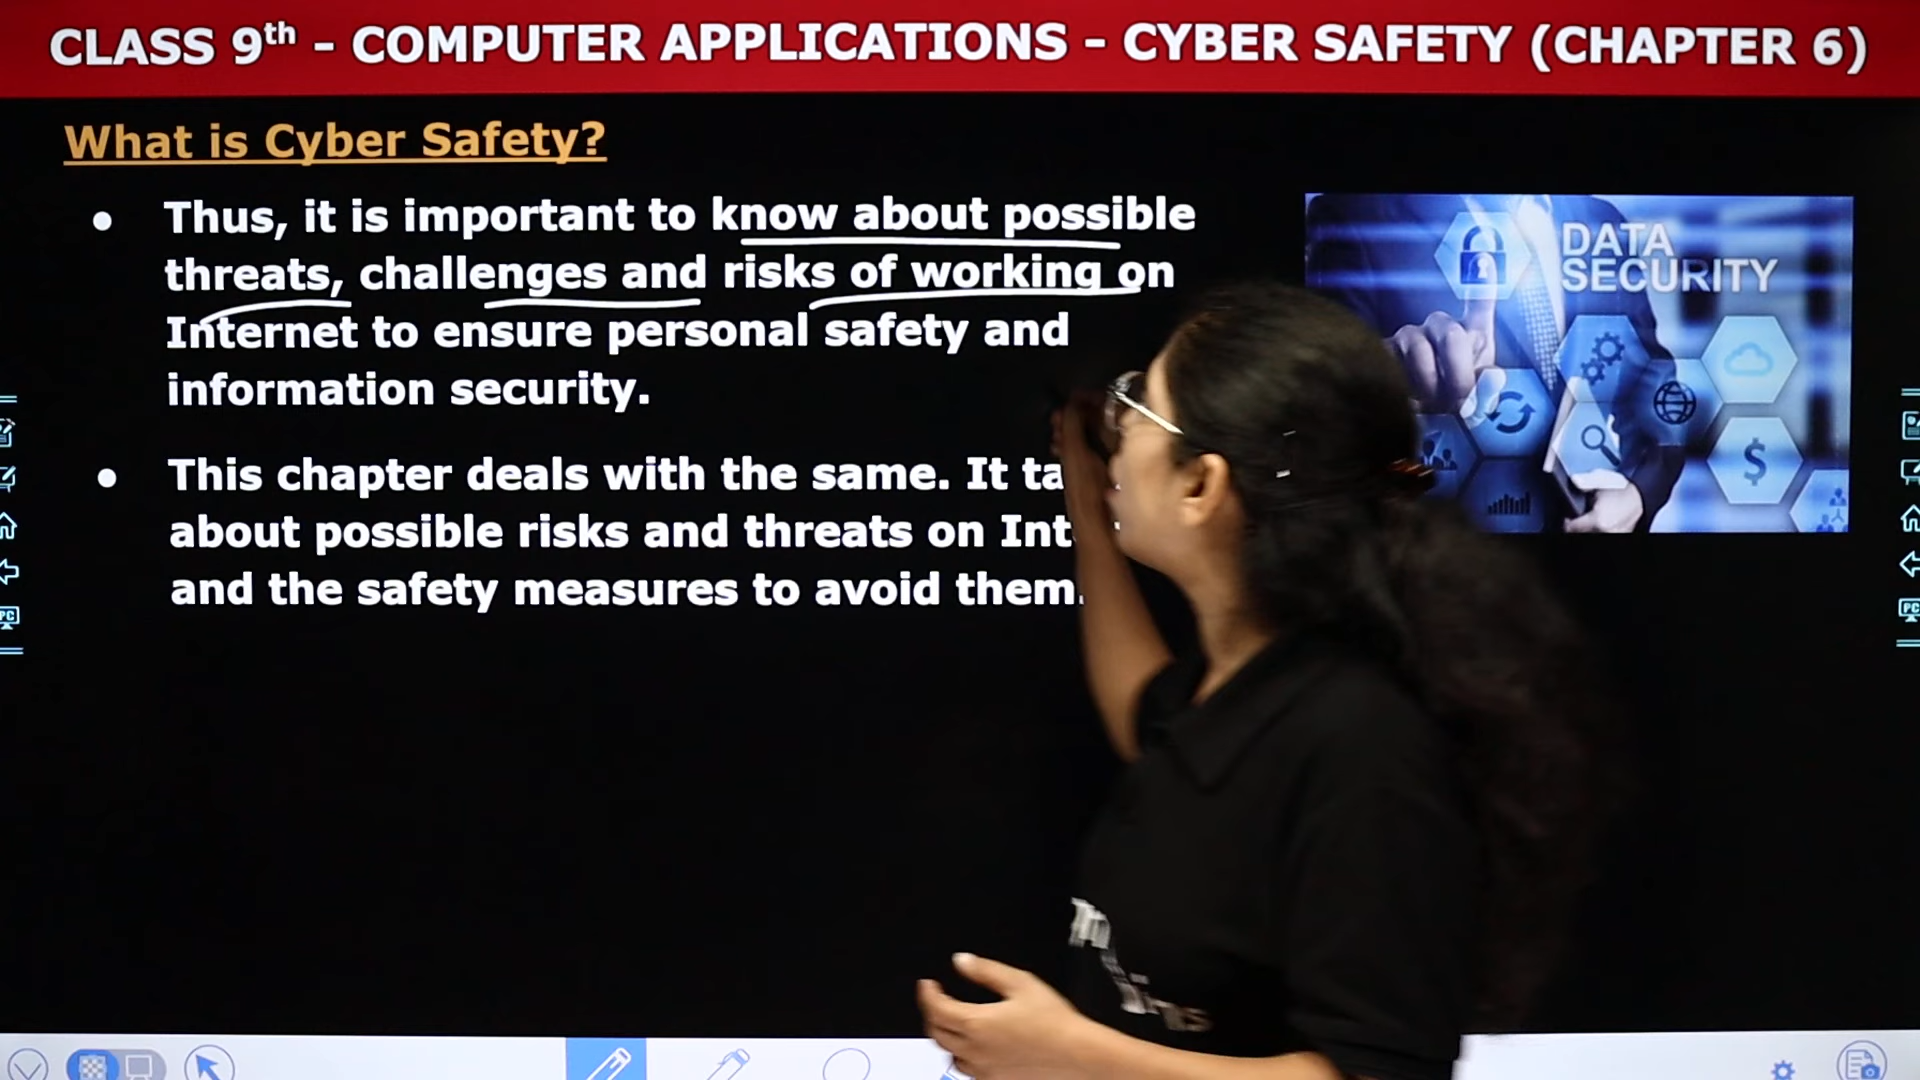 CLASS 9th - COMPUTER APPLICATIONS - CYBER SAFETY (CHAPTER 6)
What is Cyber Safety?
• Thus, it is important to know about possible
threats, challenges and risks of working on
Internet to ensure personal safety and
information security.
DATA
SECURITY
$
• This chapter deals with the same. It
about possible risks and threats on
and the safety measures to avoid them.
PC
PC